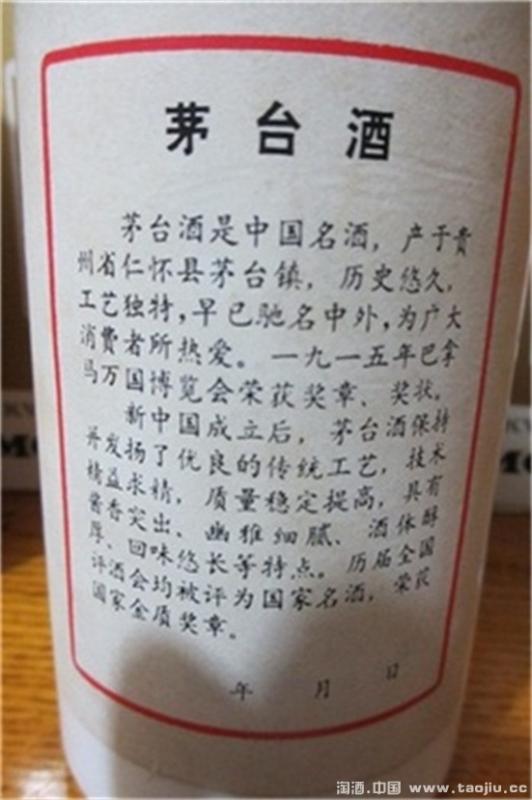 茅台酒
茅台酒是中国名酒，产于贵
州省仁怀县茅台镇，历史悠久，
工艺独特，早已驰名中外，为广大
消费者所热爱。一九一五年巴拿
马万国博览会荣获奖章、奖状。
新中国成立后，茅台酒保持
并发扬了优良的传统工艺，技术
精益求精，质量稳定提高，具有
酱香突出、幽雅细腻、酒体醇
厚、回味悠长等特点。历届全国
评酒会均被评为国家名酒，荣获
国家金质奖章。
年 月 日
淘酒.中国 www.taojiu.cc